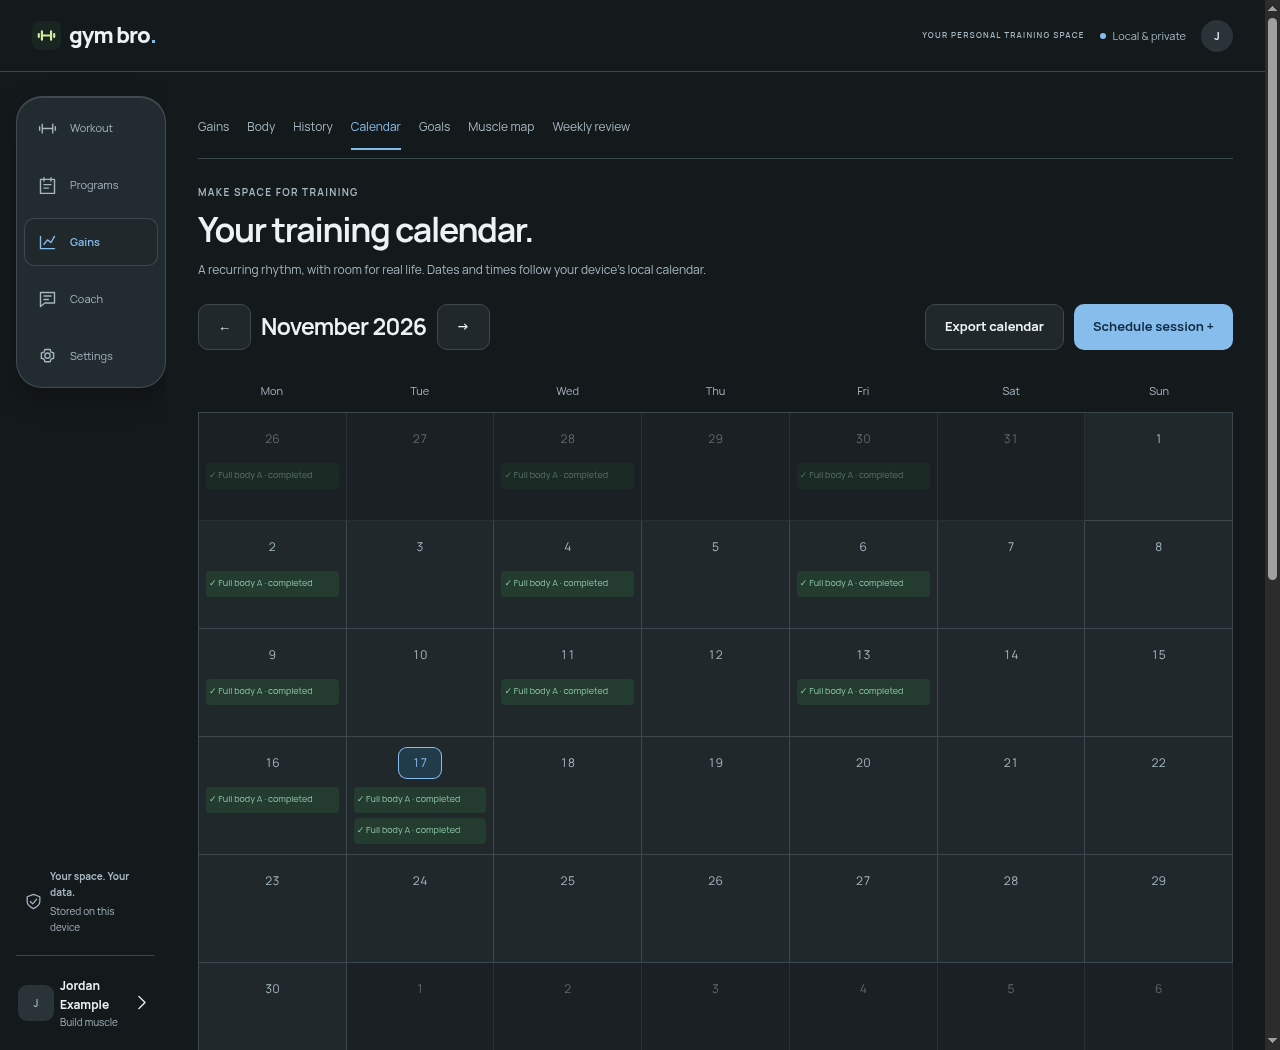 gym bro.
YOUR PERSONAL TRAINING SPACE
Local & private
J
Workout
Programs
Gains
Coach
Settings
Gains Body History Calendar Goals Muscle map Weekly review
MAKE SPACE FOR TRAINING
Your training calendar.
A recurring rhythm, with room for real life. Dates and times follow your device's local calendar.
← November 2026 →
Export calendar
Schedule session +
Mon Tue Wed Thu Fri Sat Sun
26 27 28 29 30 31 1
✓ Full body A · completed ✓ Full body A · completed ✓ Full body A · completed
2 3 4 5 6 7 8
✓ Full body A · completed ✓ Full body A · completed ✓ Full body A · completed
9 10 11 12 13 14 15
✓ Full body A · completed ✓ Full body A · completed ✓ Full body A · completed
16 17 18 19 20 21 22
✓ Full body A · completed ✓ Full body A · completed
✓ Full body A · completed
23 24 25 26 27 28 29
30 1 2 3 4 5 6
Your space. Your
data.
Stored on this
device
J
Jordan
Example
Build muscle